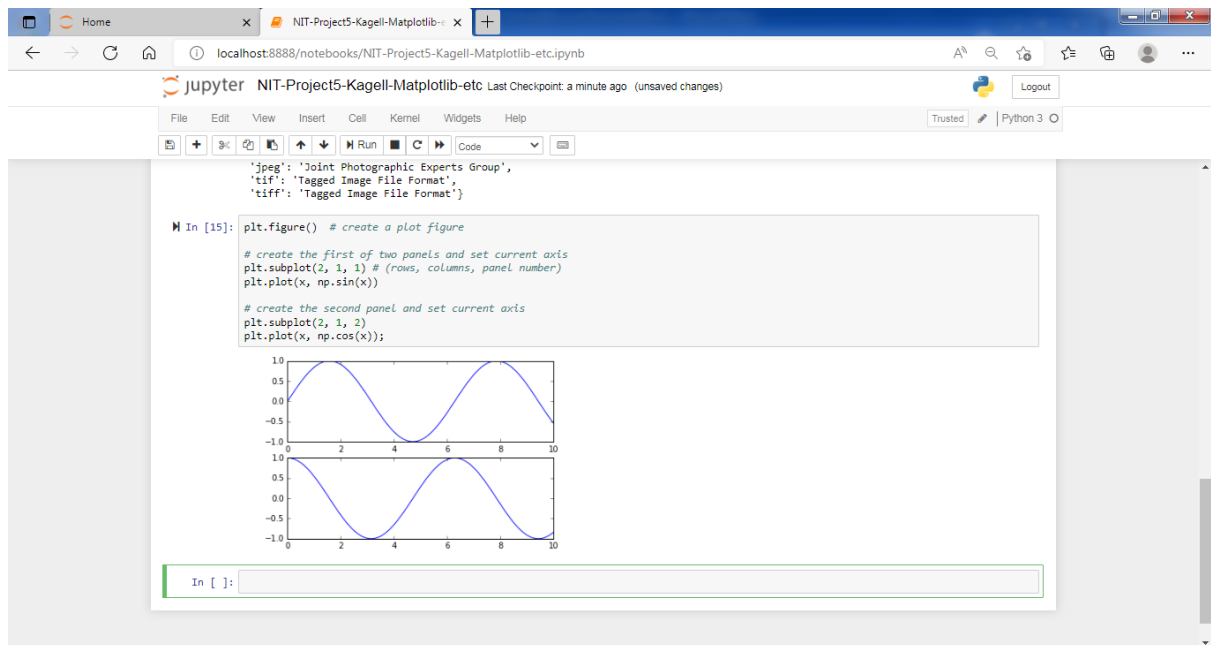 Home
NIT-Project5-Kagell-Matplotlib-e
localhost:8888/notebooks/NIT-Project5-Kagell-Matplotlib-etc.ipynb
jupyter NIT-Project5-Kagell-Matplotlib-etc Last Checkpoint: a minute ago (unsaved changes)
Logout
File Edit View Insert Cell Kernel Widgets Help
Trusted Python 3
Run Code
'jpeg': 'Joint Photographic Experts Group',
'tif': 'Tagged Image File Format',
'tiff': 'Tagged Image File Format'}
In [15]: plt.figure()  # create a plot figure
# create the first of two panels and set current axis
plt.subplot(2, 1, 1) # (rows, columns, panel number)
plt.plot(x, np.sin(x))
# create the second panel and set current axis
plt.subplot(2, 1, 2)
plt.plot(x, np.cos(x));
1.0
0.5
0.0
−0.5
−1.0
0 2 4 6 8 10
1.0
0.5
0.0
−0.5
−1.0
0 2 4 6 8 10
In [ ]: